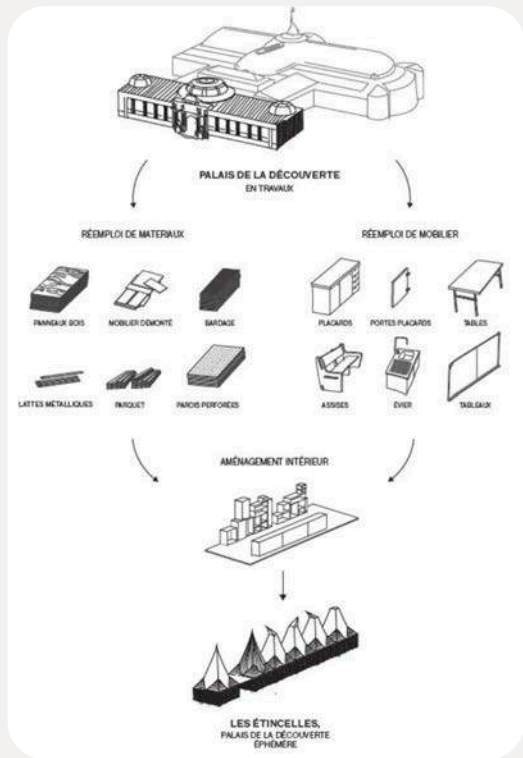 PALAIS DE LA DÉCOUVERTE
EN TRAVAUX
RÉEMPLOI DE MATERIAUX
RÉEMPLOI DE MOBILIER
PANNEAUX BOIS
MOBILIER DÉMONTÉ
BARDAGE
PLACARDS
PORTES PLACARDS
TABLES
LATTES MÉTALLIQUES
PARQUET
PAROIS PERFORÉES
ASSISES
ÉVIER
TABLEAUX
AMÉNAGEMENT INTÉRIEUR
LES ÉTINCELLES,
PALAIS DE LA DÉCOUVERTE
ÉPHÉMÈRE